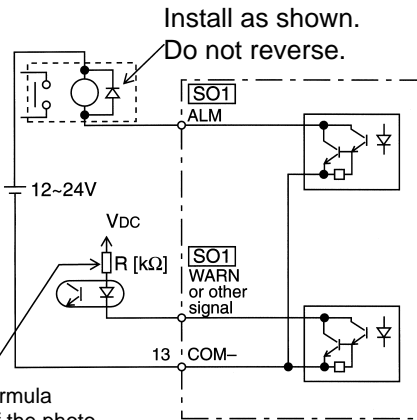 Install as shown.
Do not reverse.
SO1
ALM
12~24V
VDC
R [kΩ]
SO1
WARN
or other
signal
13 COM–
rmula
the photo